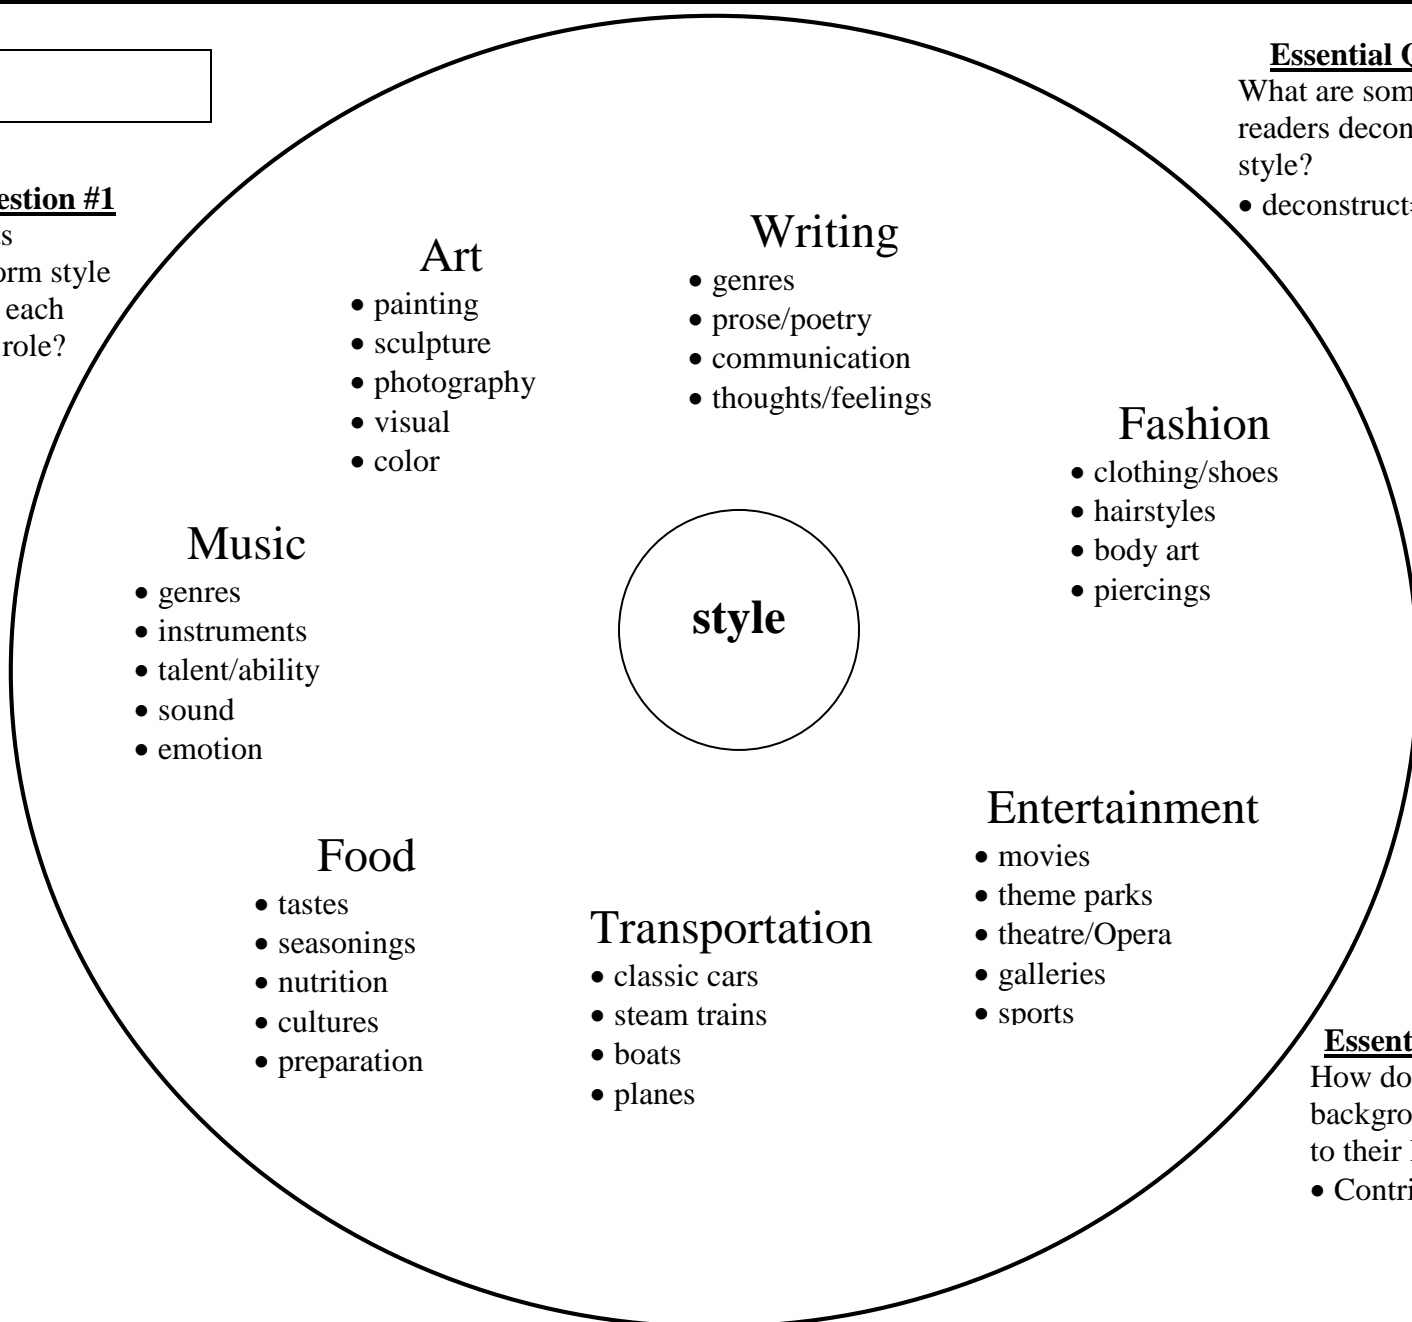 estion #1
s
orm style
each
role?
Essential
What are som
readers decon
style?
• deconstruct=
Art
• painting
• sculpture
• photography
• visual
• color
Writing
• genres
• prose/poetry
• communication
• thoughts/feelings
Fashion
• clothing/shoes
• hairstyles
• body art
• piercings
Music
• genres
• instruments
• talent/ability
• sound
• emotion
style
Entertainment
• movies
• theme parks
• theatre/Opera
• galleries
• sports
Food
• tastes
• seasonings
• nutrition
• cultures
• preparation
Transportation
• classic cars
• steam trains
• boats
• planes
Essent
How do
backgro
to their
• Contri